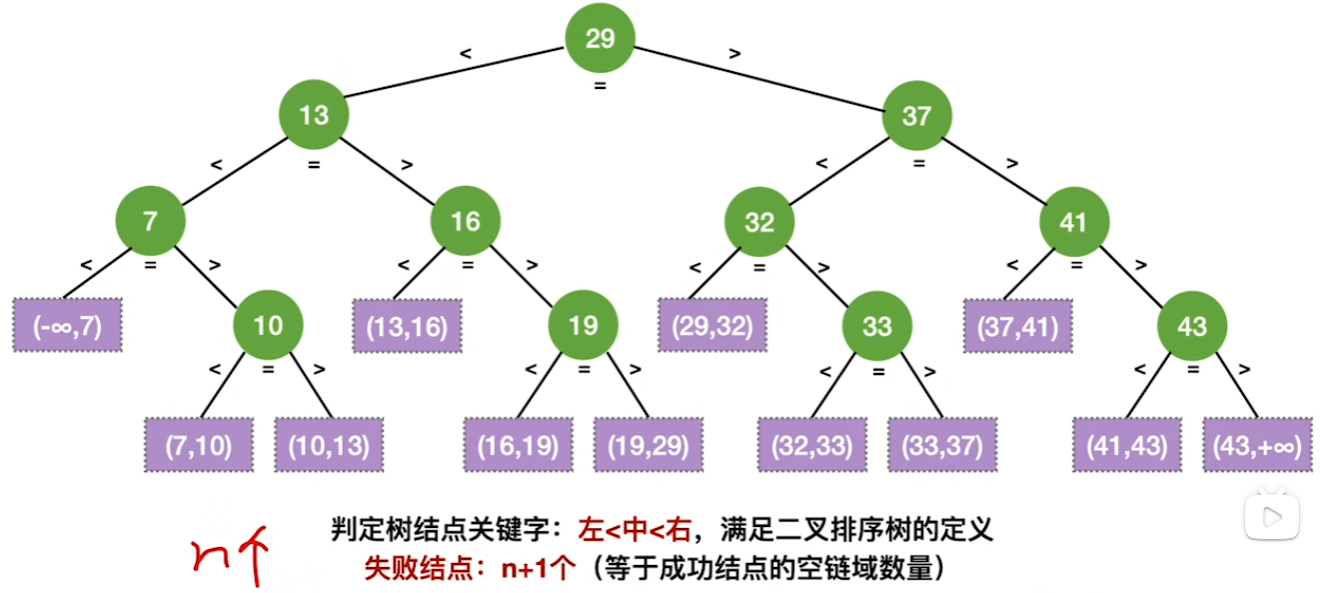 29
< >
=
13 37
< = > < = >
7 16 32 41
< = > < = > < = > < = >
(-∞,7) 10 (13,16) 19 (29,32) 33 (37,41) 43
< = > < = > < = > < = >
(7,10) (10,13) (16,19) (19,29) (32,33) (33,37) (41,43) (43,+∞)
判定树结点关键字：左<中<右，满足二叉排序树的定义
n个 失败结点：n+1个（等于成功结点的空链域数量）